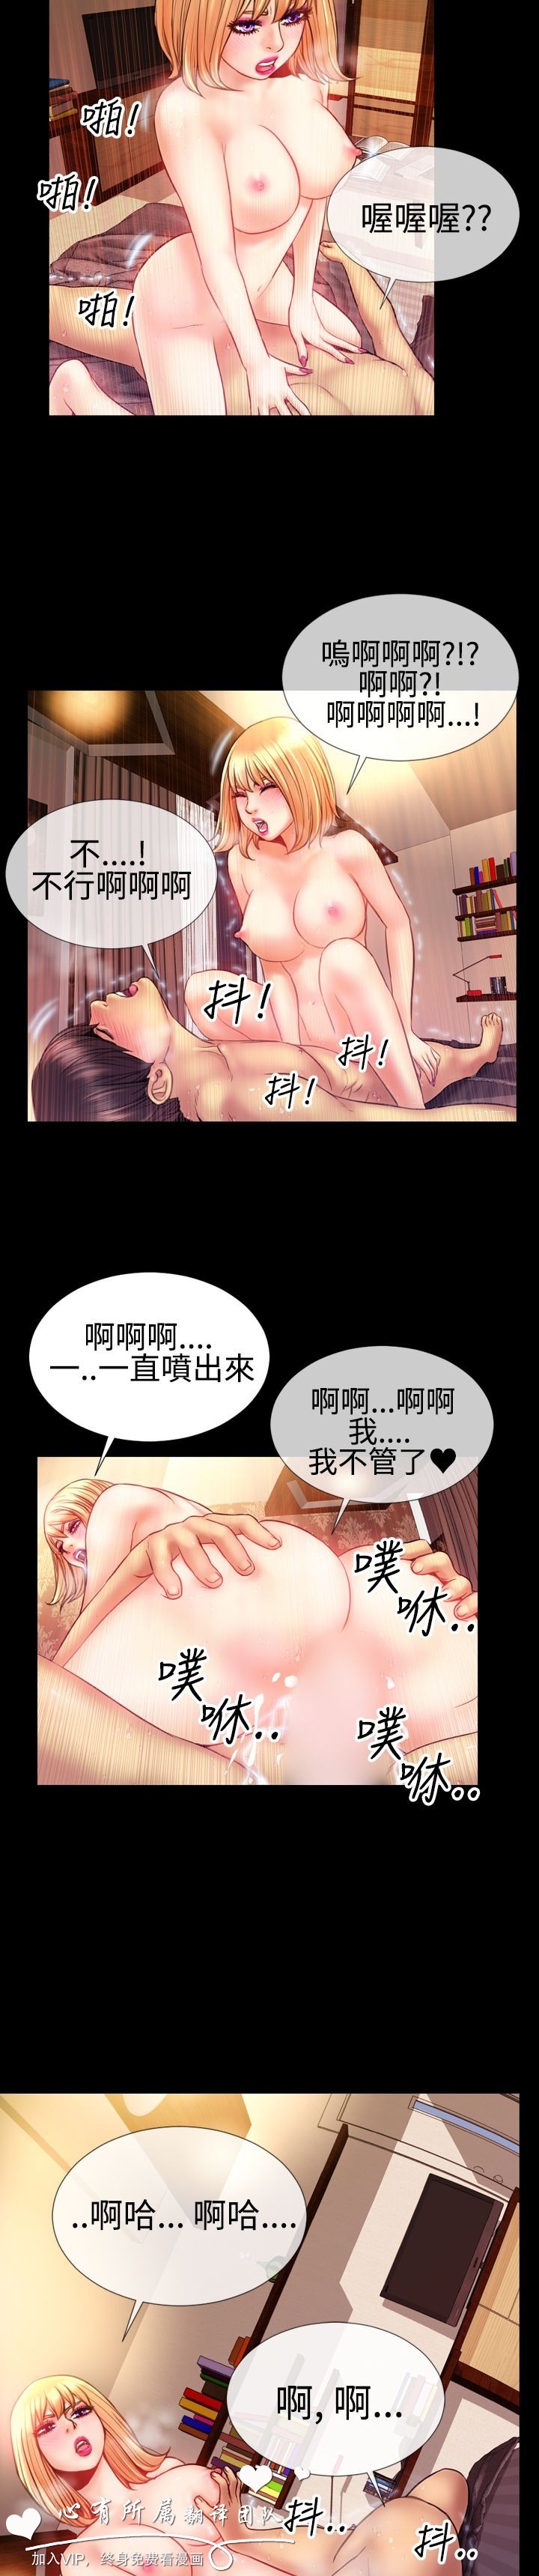 啪!
啪!
喔喔喔??
啪!
嗚啊啊啊?!?
啊啊?!
啊啊啊啊...!
不....!
不行啊啊啊
抖!
抖!
抖!
啊啊啊....
一..一直噴出來
啊啊...啊啊
我....
我不管了♥
噗
咻..
噗
咻..
噗
咻..
..啊哈... 啊哈....
啊, 啊...
心有所属翻译团队
抖..
抖..
加入VIP，终身免费看漫画